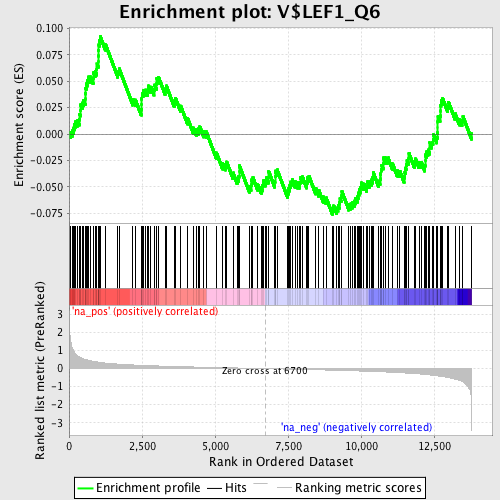 Enrichment plot: V$LEF1_Q6
Enrichment score (ES)
0.100
0.075
0.050
0.025
0.000
-0.025
-0.050
-0.075
'na_pos' (positively correlated)
Ranked list metric (PreRanked)
3
2
1
0
-1
-2
-3
Zero cross at 6700
'na_neg' (negatively correlated)
0
2,500
5,000
7,500
10,000
12,500
Rank in Ordered Dataset
Enrichment profile
Hits
Ranking metric scores